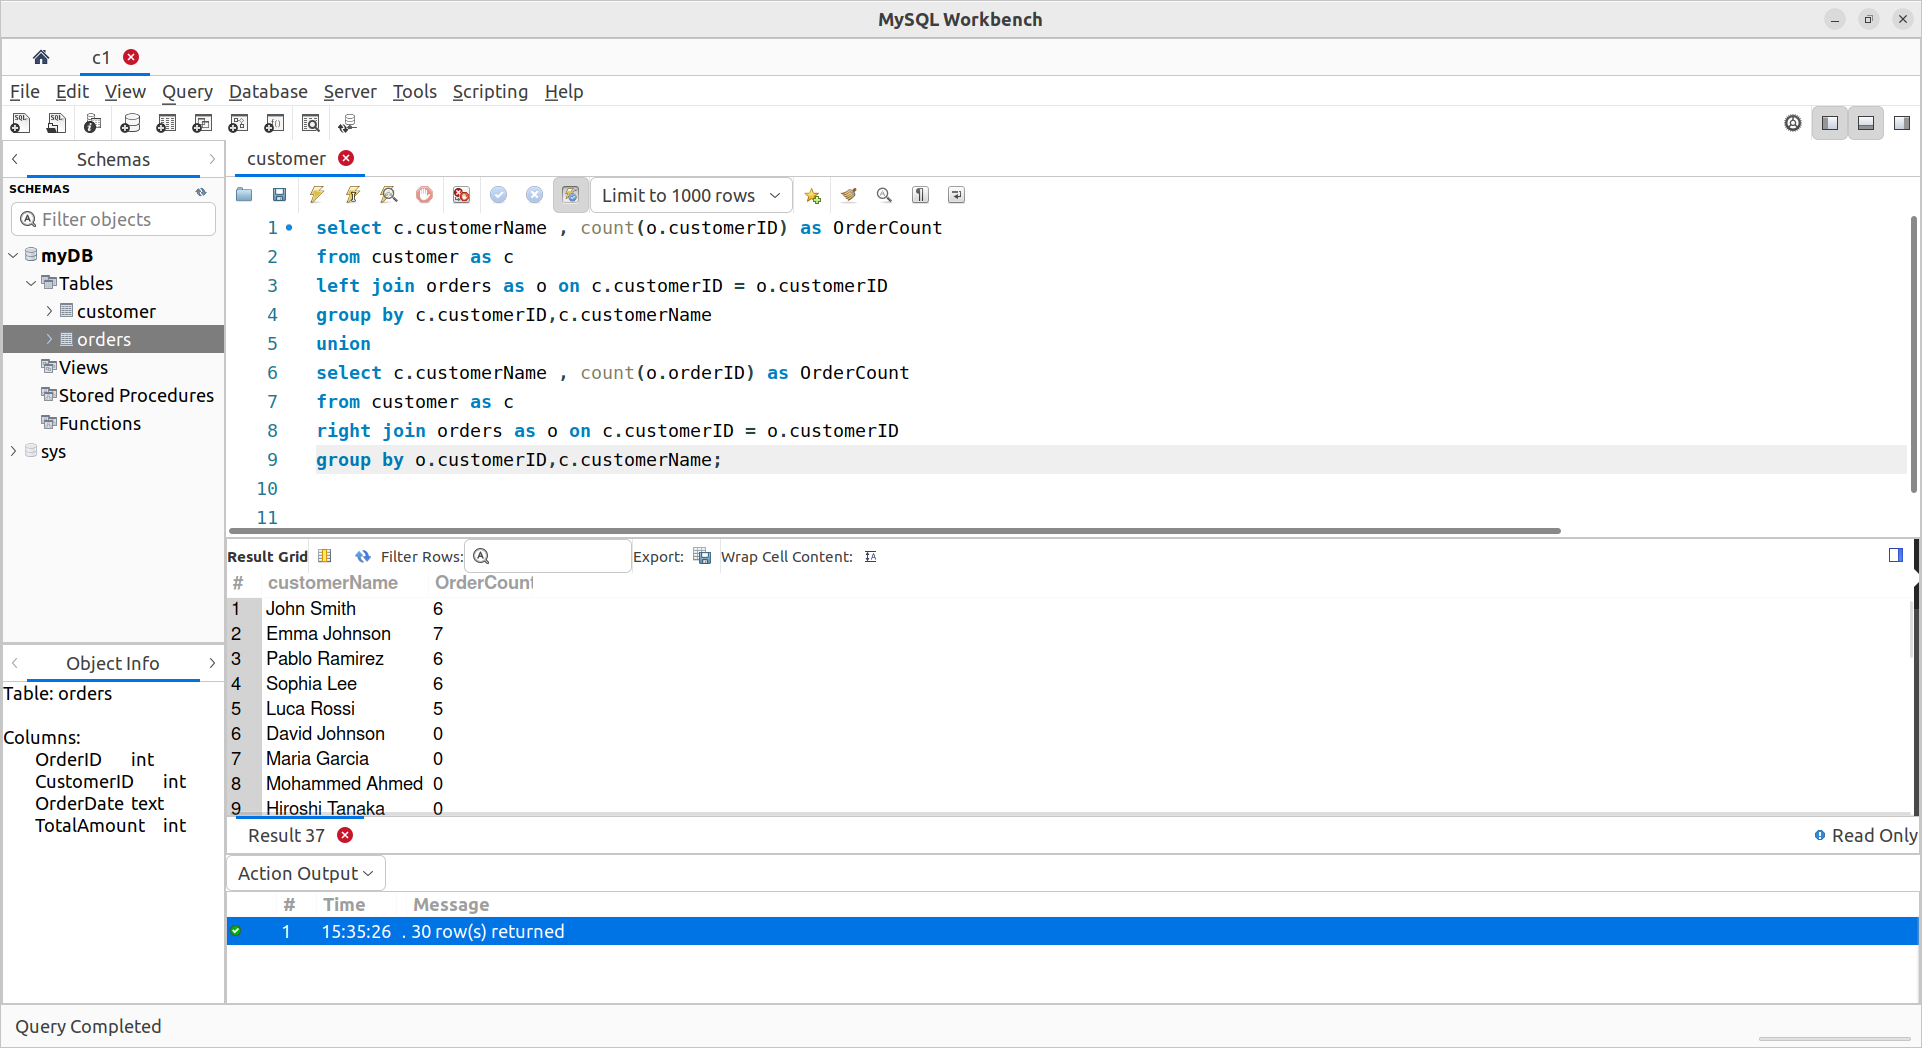 MySQL Workbench
c1
File Edit View Query Database Server Tools Scripting Help
Schemas
SCHEMAS
Filter objects
myDB
Tables
customer
orders
Views
Stored Procedures
Functions
sys
Object Info
Table: orders
Columns:
OrderID int
CustomerID int
OrderDate text
TotalAmount int
customer
Limit to 1000 rows
1 select c.customerName , count(o.customerID) as OrderCount
2 from customer as c
3 left join orders as o on c.customerID = o.customerID
4 group by c.customerID,c.customerName
5 union
6 select c.customerName , count(o.orderID) as OrderCount
7 from customer as c
8 right join orders as o on c.customerID = o.customerID
9 group by o.customerID,c.customerName;
10
11
Result Grid Filter Rows: Export: Wrap Cell Content:
# customerName OrderCount
1 John Smith 6
2 Emma Johnson 7
3 Pablo Ramirez 6
4 Sophia Lee 6
5 Luca Rossi 5
6 David Johnson 0
7 Maria Garcia 0
8 Mohammed Ahmed 0
9 Hiroshi Tanaka 0
Result 37 Read Only
Action Output
# Time Message
1 15:35:26 . 30 row(s) returned
Query Completed